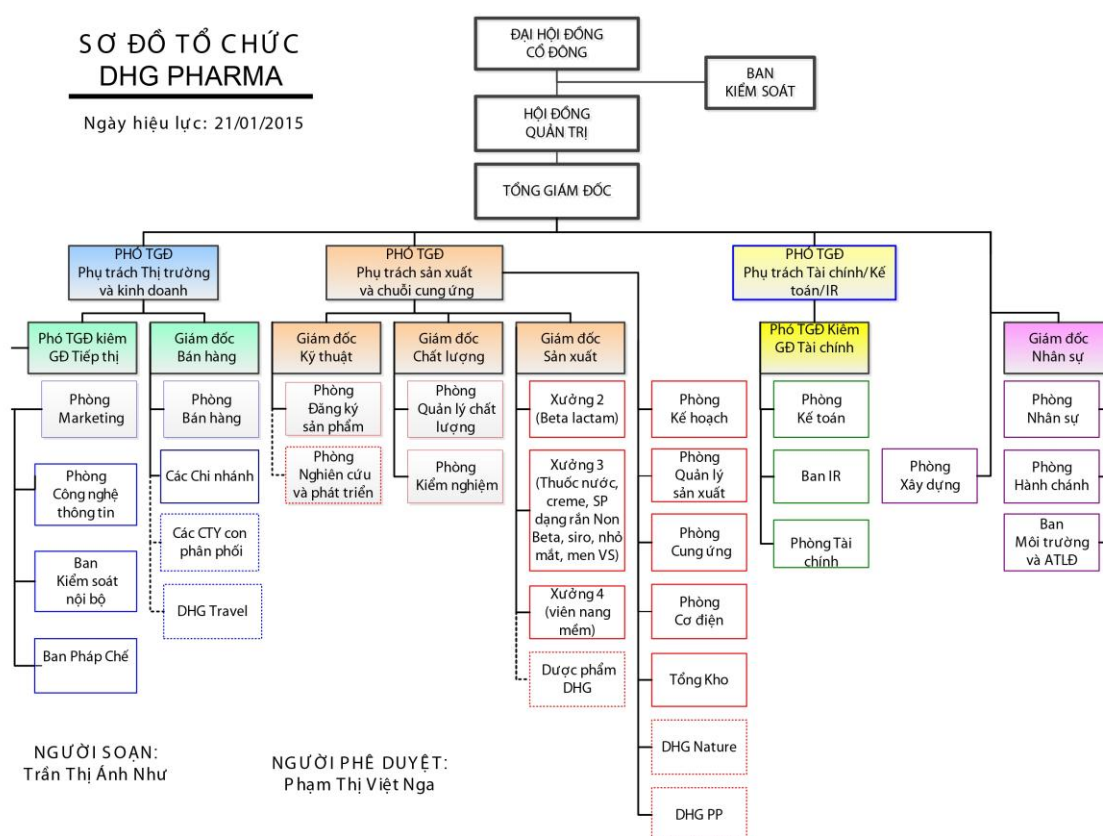 SƠ ĐỒ TỔ CHỨC
DHG PHARMA
Ngày hiệu lực: 21/01/2015
ĐẠI HỘI ĐỒNG
CỔ ĐÔNG
BAN
KIỂM SOÁT
HỘI ĐỒNG
QUẢN TRỊ
TỔNG GIÁM ĐỐC
PHÓ TGĐ
Phụ trách Thị trường
và kinh doanh
PHÓ TGĐ
Phụ trách sản xuất
và chuỗi cung ứng
PHÓ TGĐ
Phụ trách Tài chính/Kế
toán/IR
Phó TGĐ kiêm
GĐ Tiếp thị
Giám đốc
Bán hàng
Giám đốc
Kỹ thuật
Giám đốc
Chất lượng
Giám đốc
Sản xuất
Phó TGĐ Kiêm
GĐ Tài chính
Giám đốc
Nhân sự
Phòng
Marketing
Phòng
Công nghệ
thông tin
Ban
Kiểm soát
nội bộ
Ban Pháp Chế
Phòng
Bán hàng
Các Chi nhánh
Các CTY con
phân phối
DHG Travel
Phòng
Đăng ký
sản phẩm
Phòng
Nghiên cứu
và phát triển
Phòng
Quản lý chất
lượng
Phòng
Kiểm nghiệm
Xưởng 2
(Beta lactam)
Xưởng 3
(Thuốc nước,
creme, SP
dạng rắn Non
Beta, siro, nhỏ
mắt, men VS)
Xưởng 4
(viên nang
mềm)
Dược phẩm
DHG
Phòng
Kế hoạch
Phòng
Quản lý
sản xuất
Phòng
Cung ứng
Phòng
Cơ điện
Tổng Kho
DHG Nature
DHG PP
Phòng
Kế toán
Ban IR
Phòng Tài
chính
Phòng
Xây dựng
Phòng
Nhân sự
Phòng
Hành chánh
Ban
Môi trường
và ATLĐ
NGƯỜI SOẠN:
Trần Thị Ánh Như
NGƯỜI PHÊ DUYỆT:
Phạm Thị Việt Nga